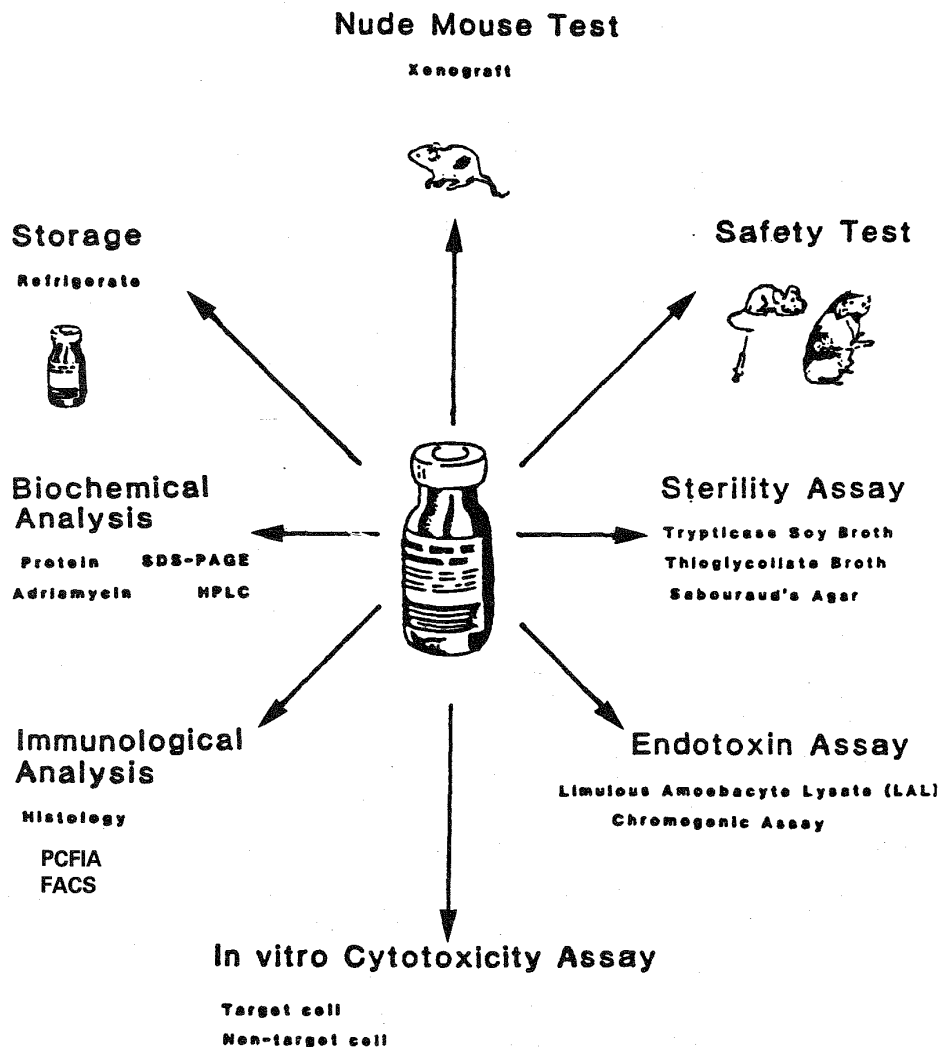 Nude Mouse Test
Xenograft
Storage
Refrigerate
Safety Test
Biochemical
Analysis
Protein SDS-PAGE
Adriamycin HPLC
Sterility Assay
Trypticase Soy Broth
Thioglycollate Broth
Sabouraud's Agar
Immunological
Analysis
Histology
PCFIA
FACS
Endotoxin Assay
Limulous Amoebacyte Lysate (LAL)
Chromogenic Assay
In vitro Cytotoxicity Assay
Target cell
Non-target cell